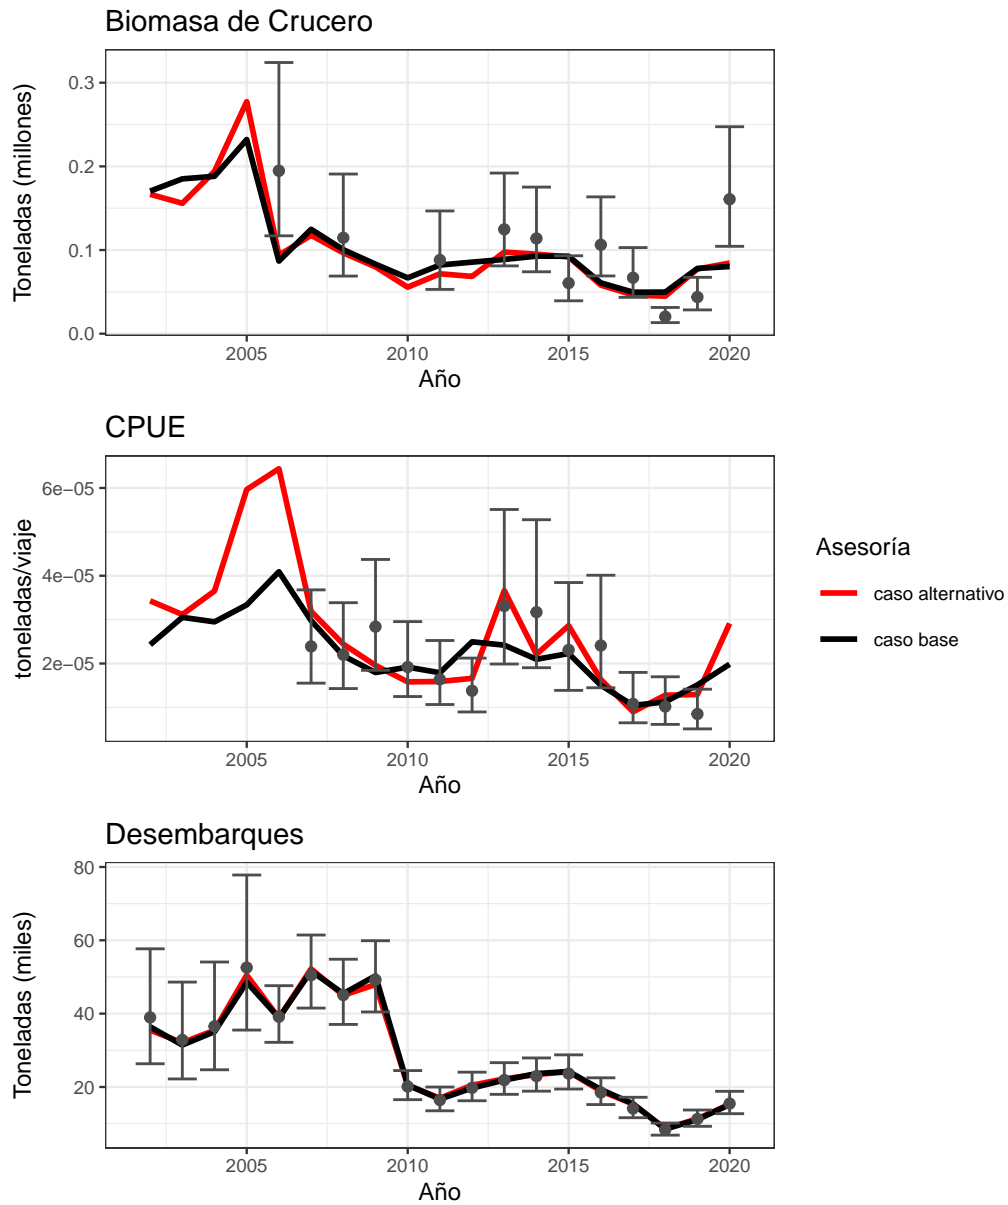 Biomasa de Crucero
Toneladas (millones)
0.3
0.2
0.1
0.0
2005 2010 2015 2020
Año
CPUE
toneladas/viaje
6e−05
4e−05
2e−05
2005 2010 2015 2020
Año
Asesoría
caso alternativo
caso base
Desembarques
Toneladas (miles)
80
60
40
20
2005 2010 2015 2020
Año